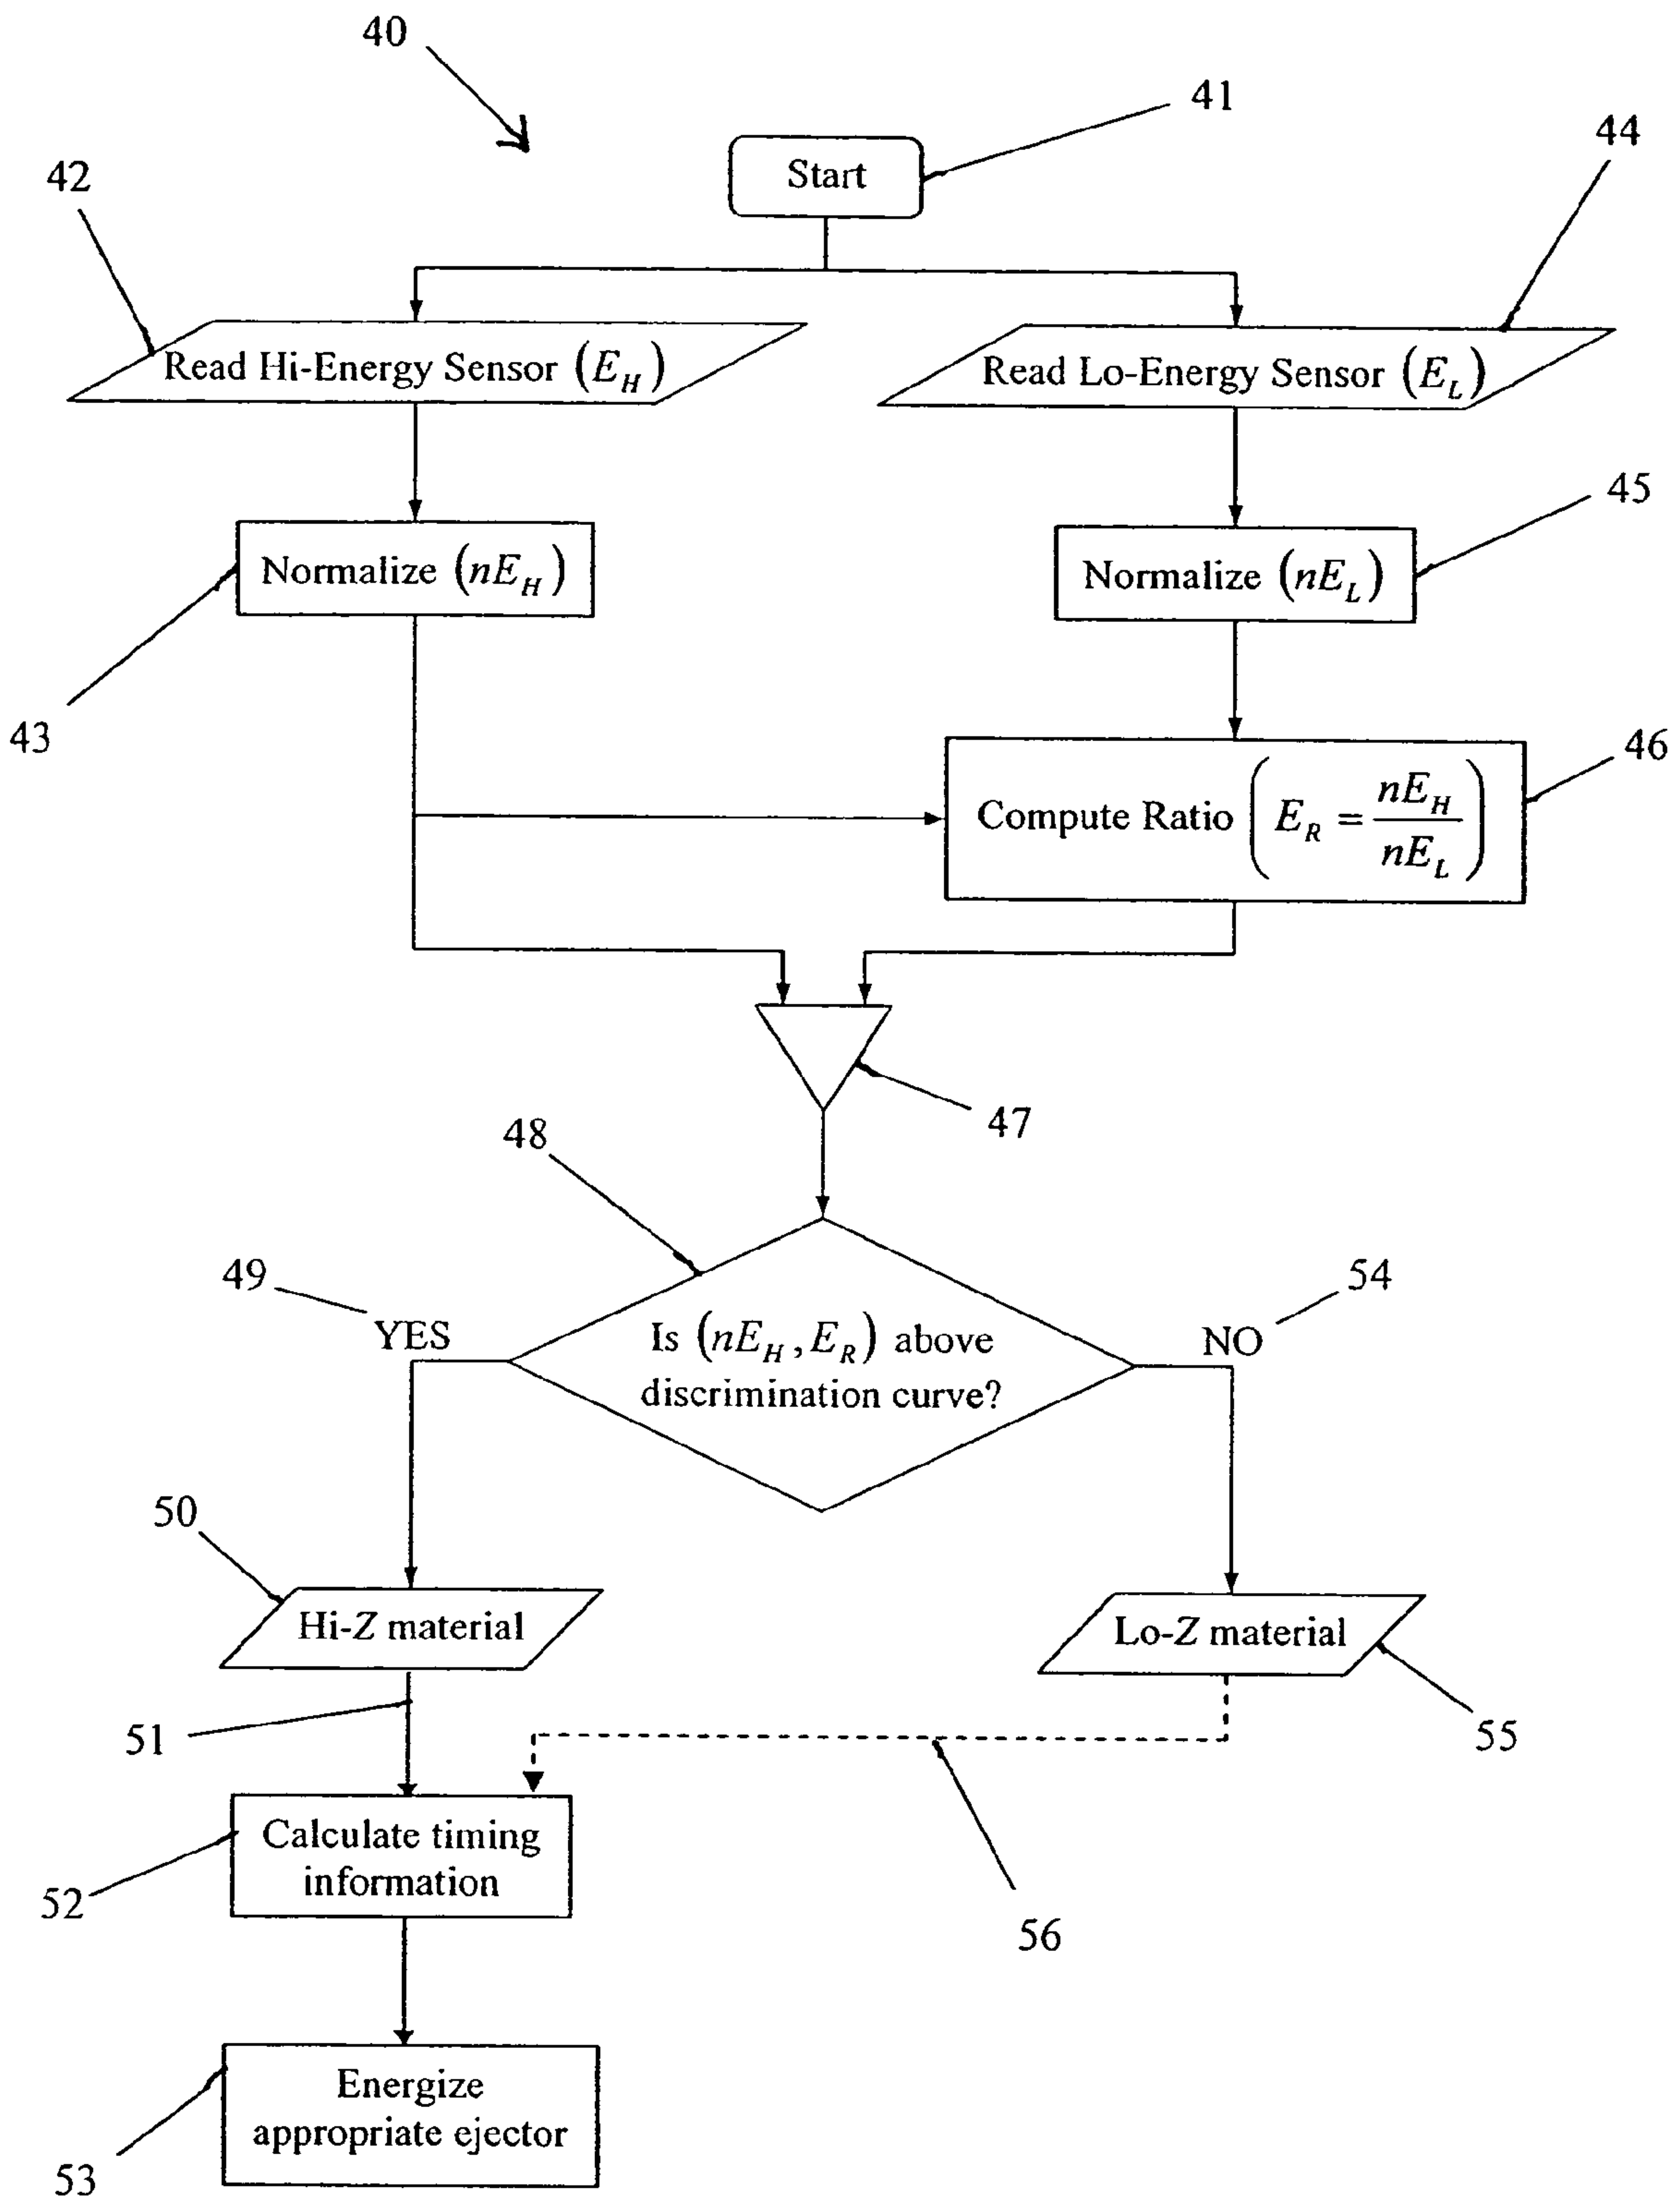 40
41
Start
44
42
Read Hi-Energy Sensor (E_H)
Read Lo-Energy Sensor (E_L)
45
Normalize (nE_H)
Normalize (nE_L)
43
46
Compute Ratio (E_R = nE_H / nE_L)
47
48
49
54
YES
NO
Is (nE_H, E_R) above
discrimination curve?
50
Hi-Z material
Lo-Z material
51
55
Calculate timing
information
52
56
Energize
appropriate ejector
53